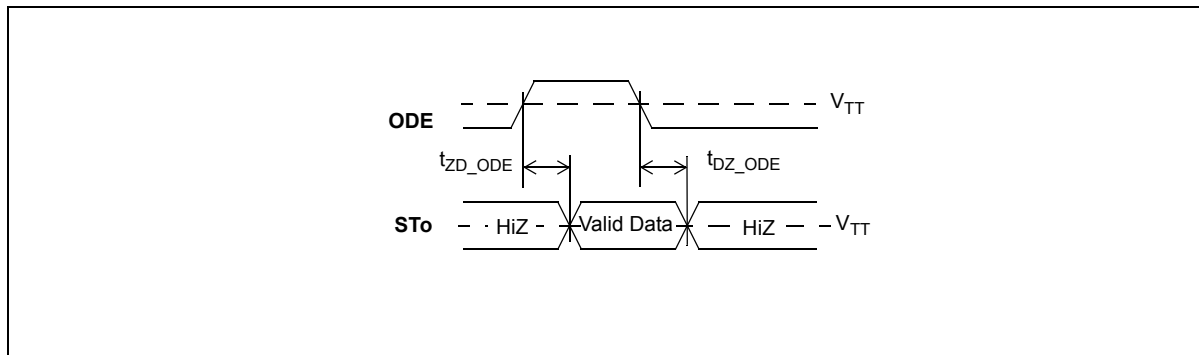 V_TT
ODE
t_ZD_ODE
t_DZ_ODE
STo
HiZ
Valid Data
HiZ
V_TT